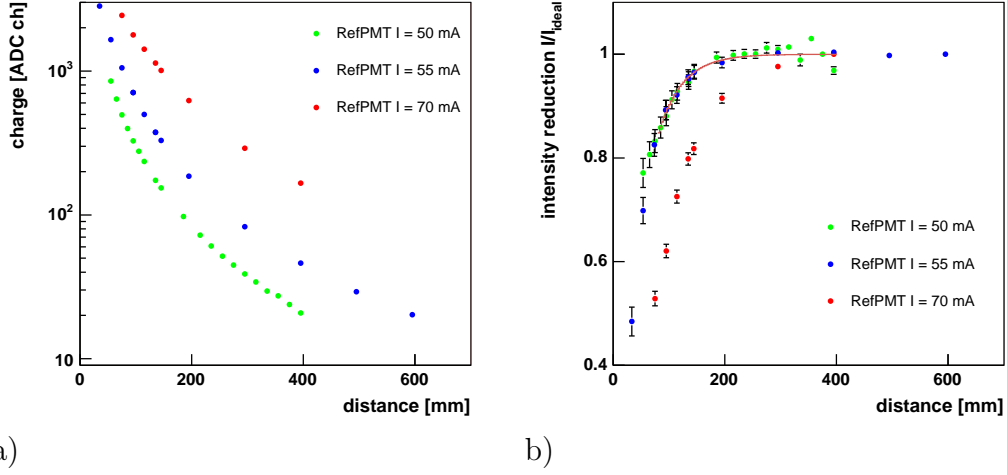 charge [ADC ch]
10³
10²
10
0
200
400
600
distance [mm]
RefPMT I = 50 mA
RefPMT I = 55 mA
RefPMT I = 70 mA
a)
intensity reduction I/I_ideal
1
0.8
0.6
0.4
0
200
400
600
distance [mm]
RefPMT I = 50 mA
RefPMT I = 55 mA
RefPMT I = 70 mA
b)